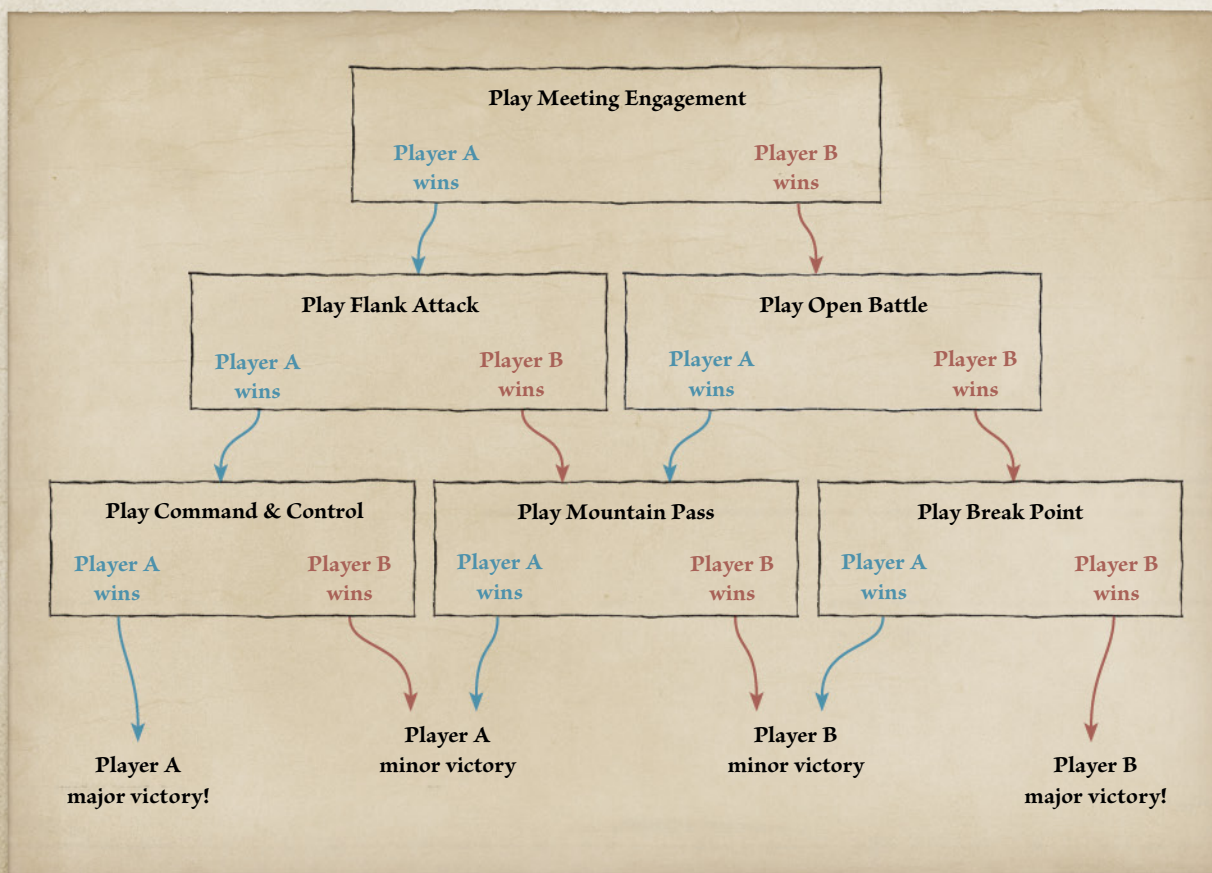 Play Meeting Engagement
Player A
wins
Player B
wins
Play Flank Attack
Player A
wins
Player B
wins
Play Open Battle
Player A
wins
Player B
wins
Play Command & Control
Player A
wins
Player B
wins
Play Mountain Pass
Player A
wins
Player B
wins
Play Break Point
Player A
wins
Player B
wins
Player A
major victory!
Player A
minor victory
Player B
minor victory
Player B
major victory!